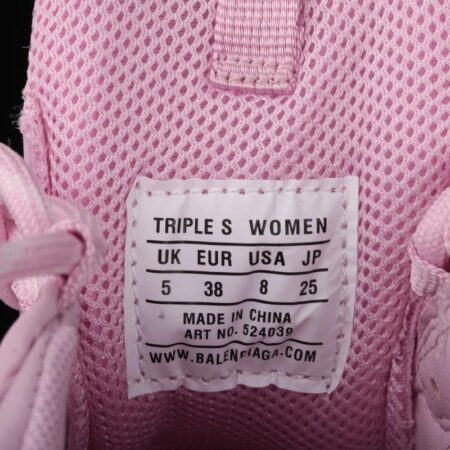 TRIPLE S WOMEN
UK EUR USA JP
5 38 8 25
MADE IN CHINA
ART NO. 524039
WWW.BALENCIAGA.COM